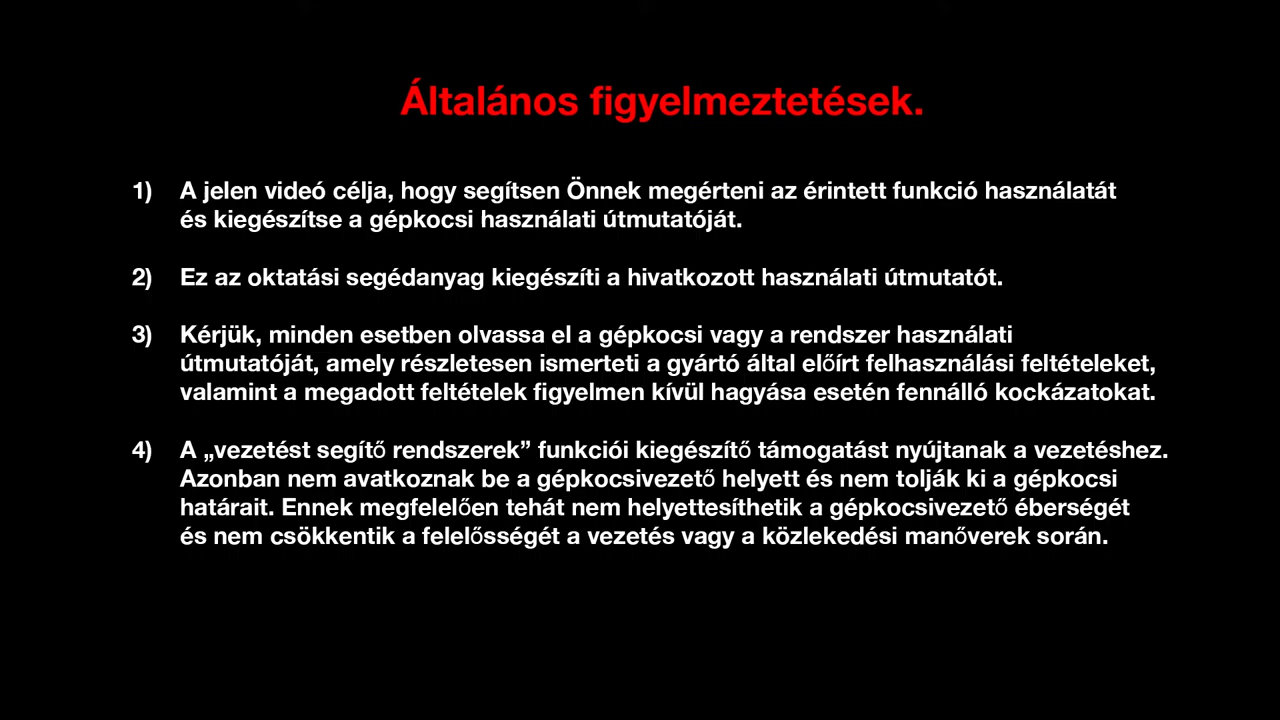 Általános figyelmeztetések.
1) A jelen videó célja, hogy segítsen Önnek megérteni az érintett funkció használatát
és kiegészítse a gépkocsi használati útmutatóját.
2) Ez az oktatási segédanyag kiegészíti a hivatkozott használati útmutatót.
3) Kérjük, minden esetben olvassa el a gépkocsi vagy a rendszer használati
útmutatóját, amely részletesen ismerteti a gyártó által előírt felhasználási feltételeket,
valamint a megadott feltételek figyelmen kívül hagyása esetén fennálló kockázatokat.
4) A „vezetést segítő rendszerek” funkciói kiegészítő támogatást nyújtanak a vezetéshez.
Azonban nem avatkoznak be a gépkocsivezető helyett és nem tolják ki a gépkocsi
határait. Ennek megfelelően tehát nem helyettesíthetik a gépkocsivezető éberségét
és nem csökkentik a felelősségét a vezetés vagy a közlekedési manőverek során.